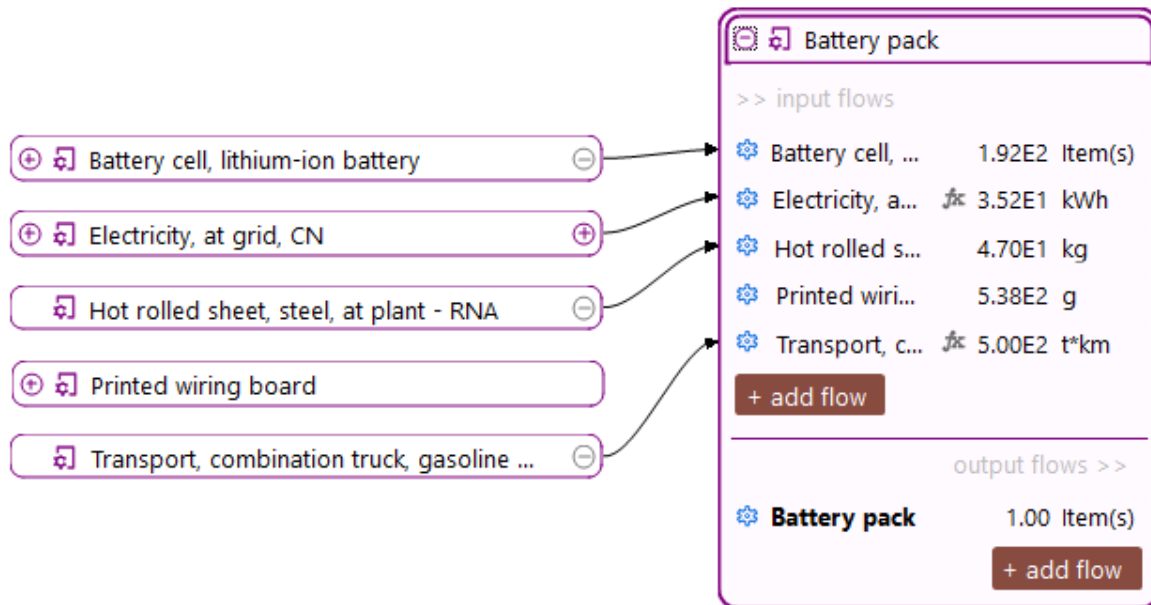 Battery pack
>> input flows
Battery cell, lithium-ion battery
Battery cell, ... 1.92E2 Item(s)
Electricity, at grid, CN
Electricity, a... fx 3.52E1 kWh
Hot rolled sheet, steel, at plant - RNA
Hot rolled s... 4.70E1 kg
Printed wiring board
Printed wiri... 5.38E2 g
Transport, combination truck, gasoline ...
Transport, c... fx 5.00E2 t*km
+ add flow
output flows >>
Battery pack 1.00 Item(s)
+ add flow